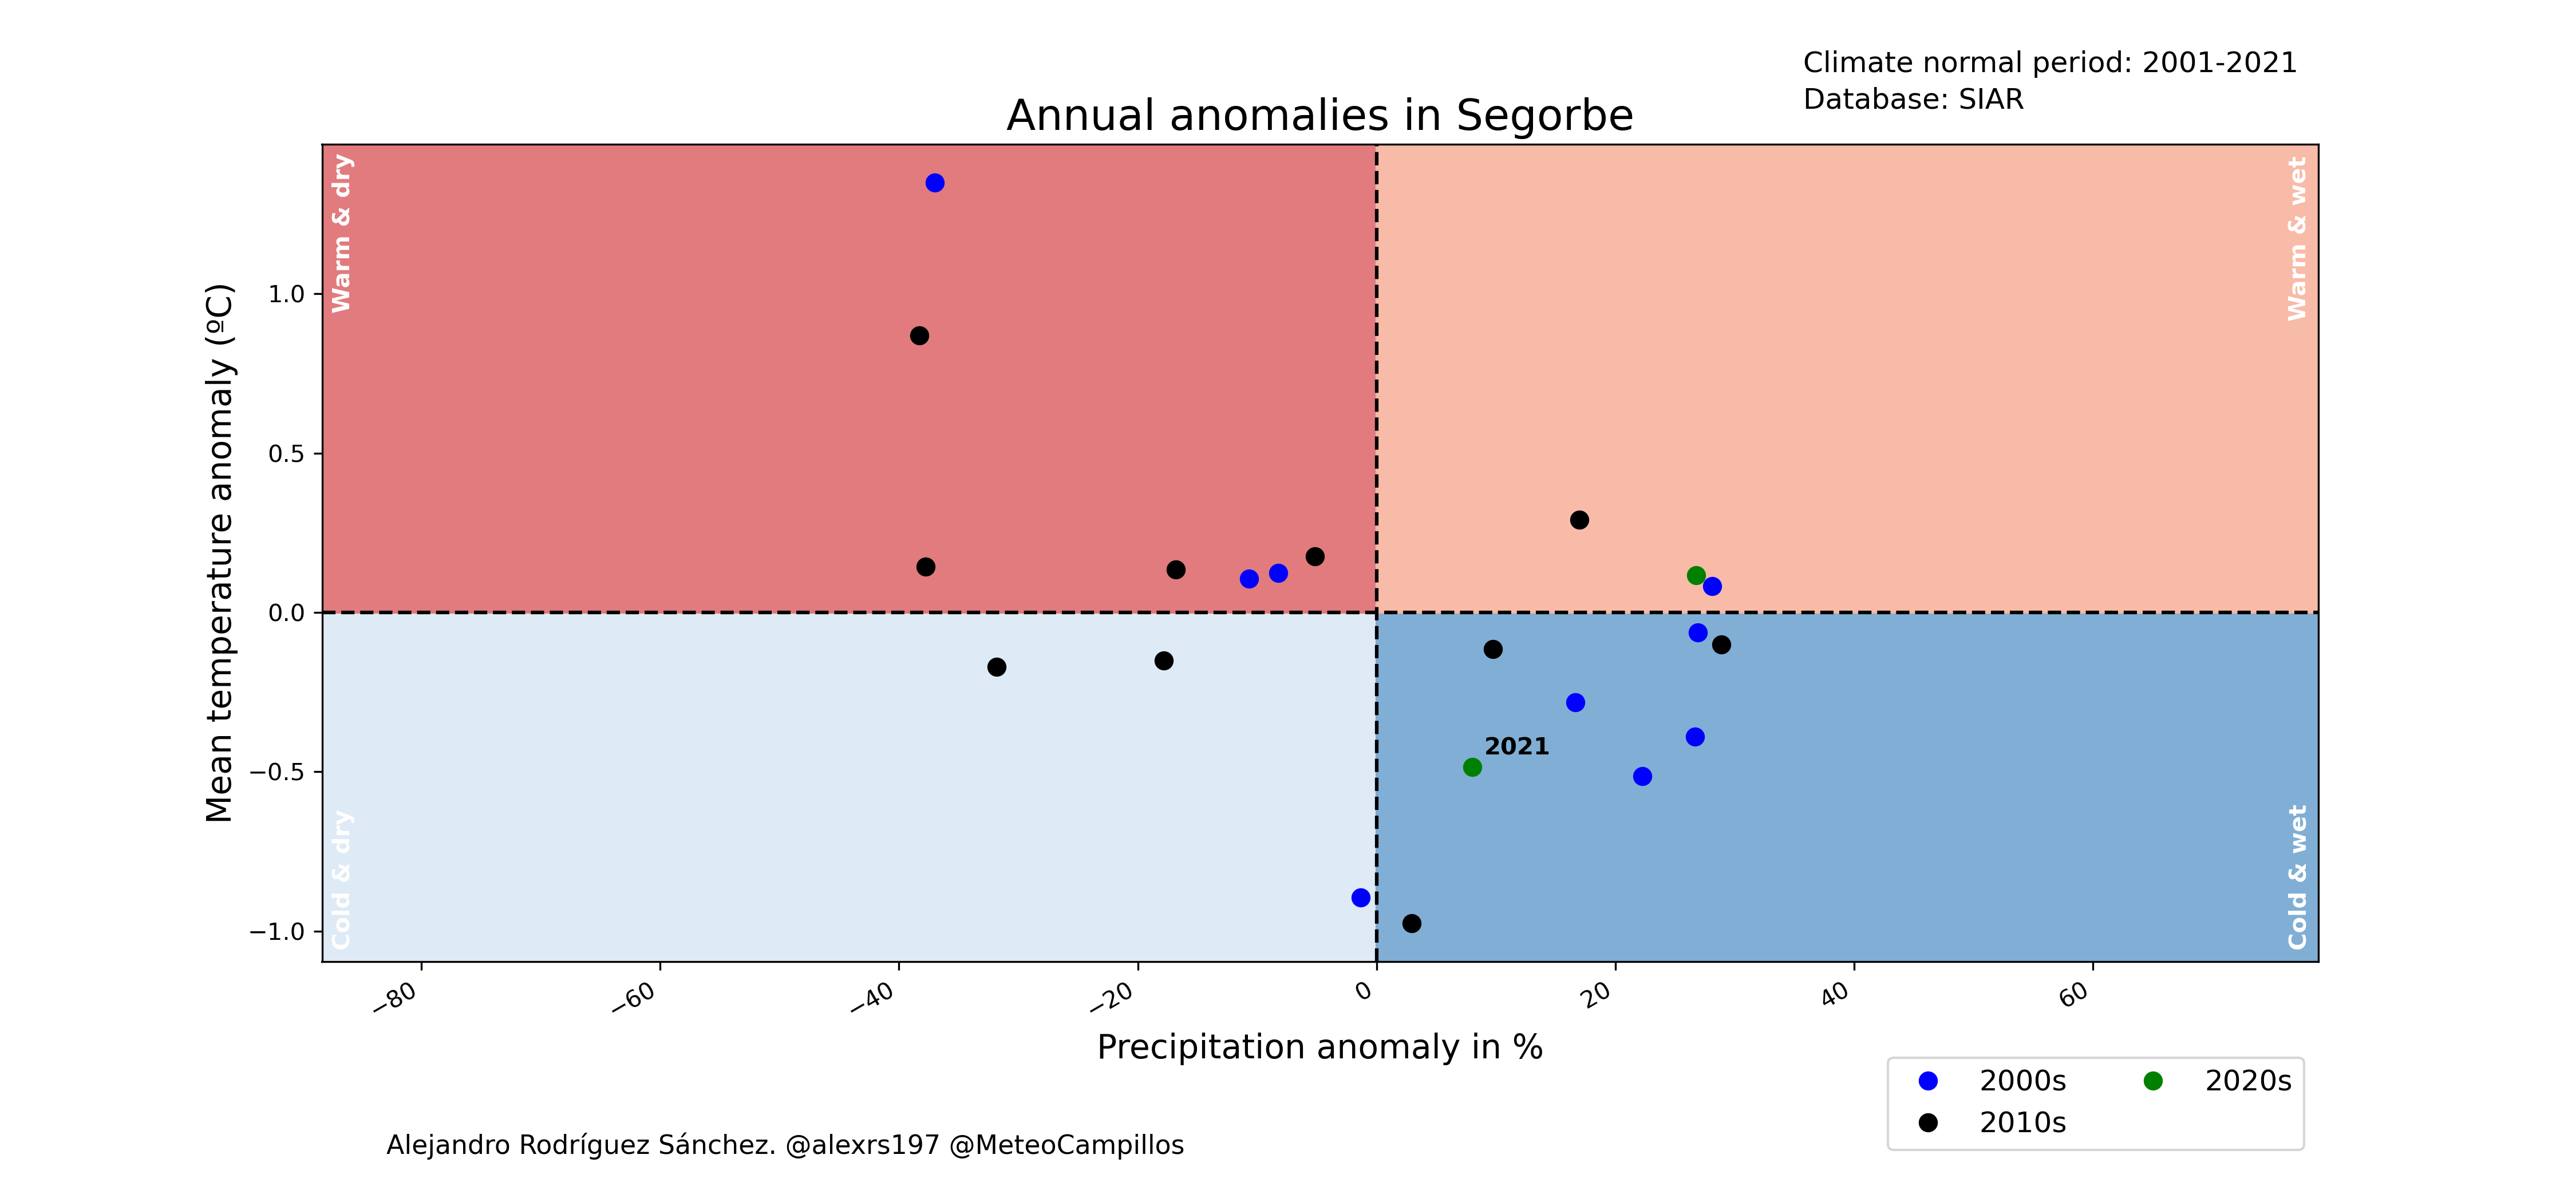 Climate normal period: 2001-2021
Database: SIAR
Annual anomalies in Segorbe
Warm & dry
Warm & wet
Mean temperature anomaly (ºC)
1.0
0.5
0.0
−0.5
−1.0
2021
Cold & dry
Cold & wet
−80
−60
−40
−20
0
20
40
60
Precipitation anomaly in %
2000s
2010s
2020s
Alejandro Rodríguez Sánchez. @alexrs197 @MeteoCampillos